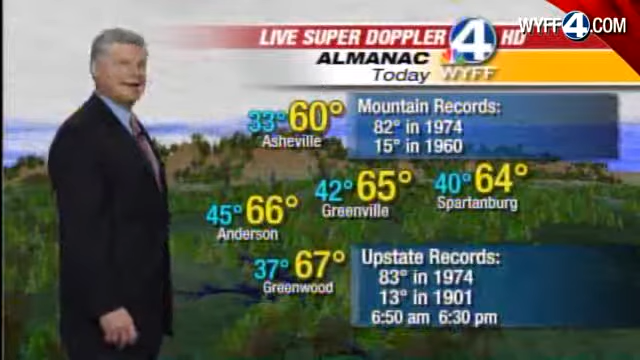 WYFF4.COM
LIVE SUPER DOPPLER 4 HD
ALMANAC
Today
WYFF
33° 60°
Asheville
Mountain Records:
82° in 1974
15° in 1960
42° 65°
Greenville
40° 64°
Spartanburg
45° 66°
Anderson
37° 67°
Greenwood
Upstate Records:
83° in 1974
13° in 1901
6:50 am 6:30 pm